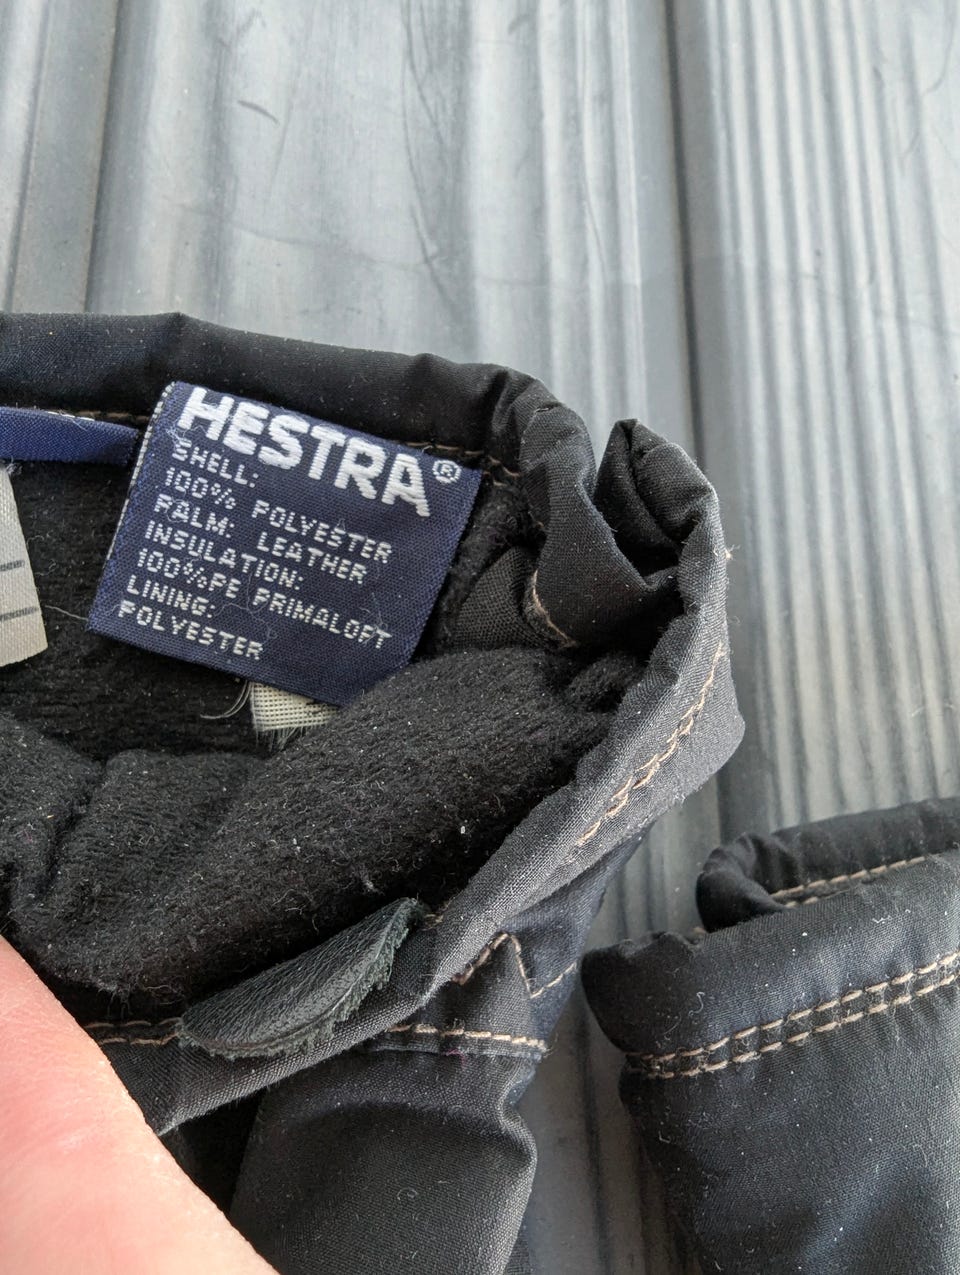 HESTRA®
SHELL:
100% POLYESTER
PALM: LEATHER
INSULATION:
100%PE PRIMALOFT
LINING:
POLYESTER